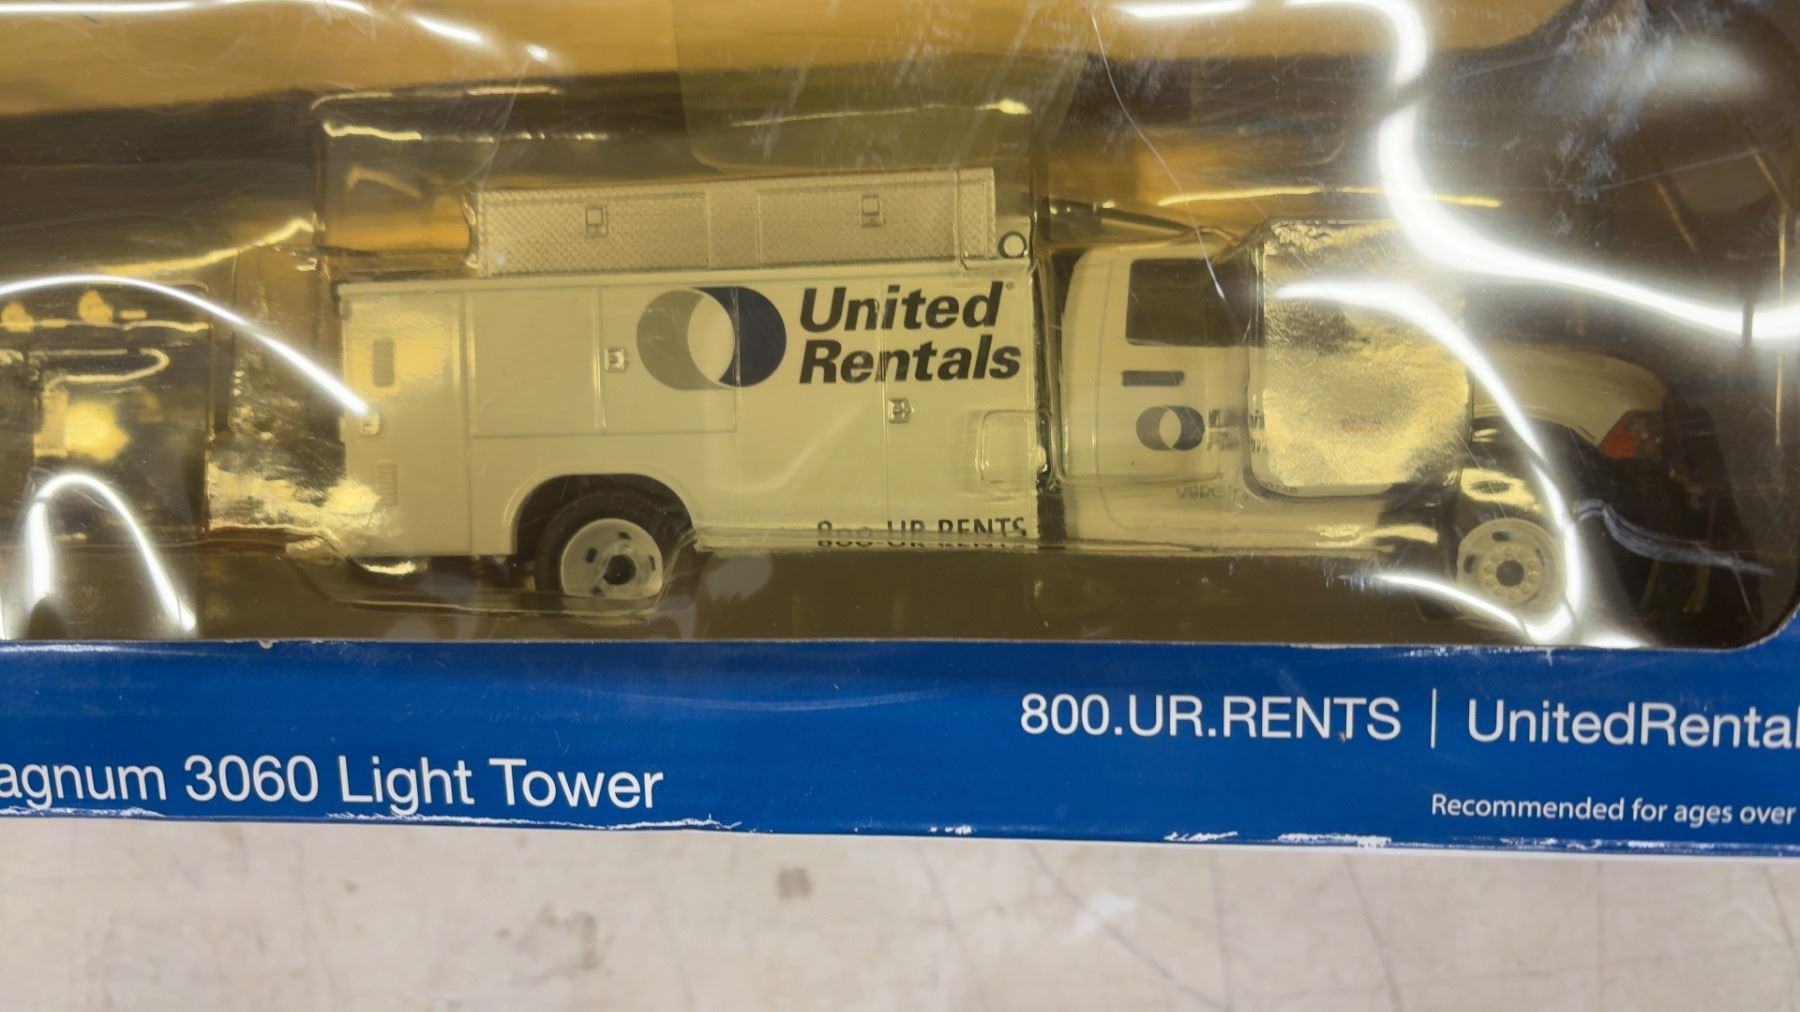 United
Rentals
800 UR RENTS
800.UR.RENTS | UnitedRental
agnum 3060 Light Tower
Recommended for ages over